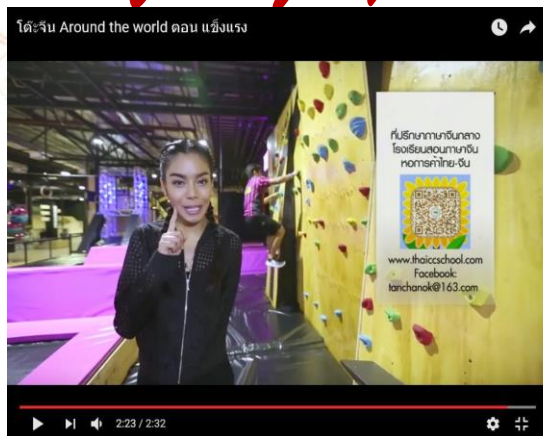 โต๊ะจีน Around the world ตอน แข็งแรง
ที่ปรึกษาภาษาจีนกลาง
โรงเรียนสอนภาษาจีน
หอการค้าไทย-จีน
www.thaiccschool.com
Facebook:
tanchanok@163.com
2:23 / 2:32